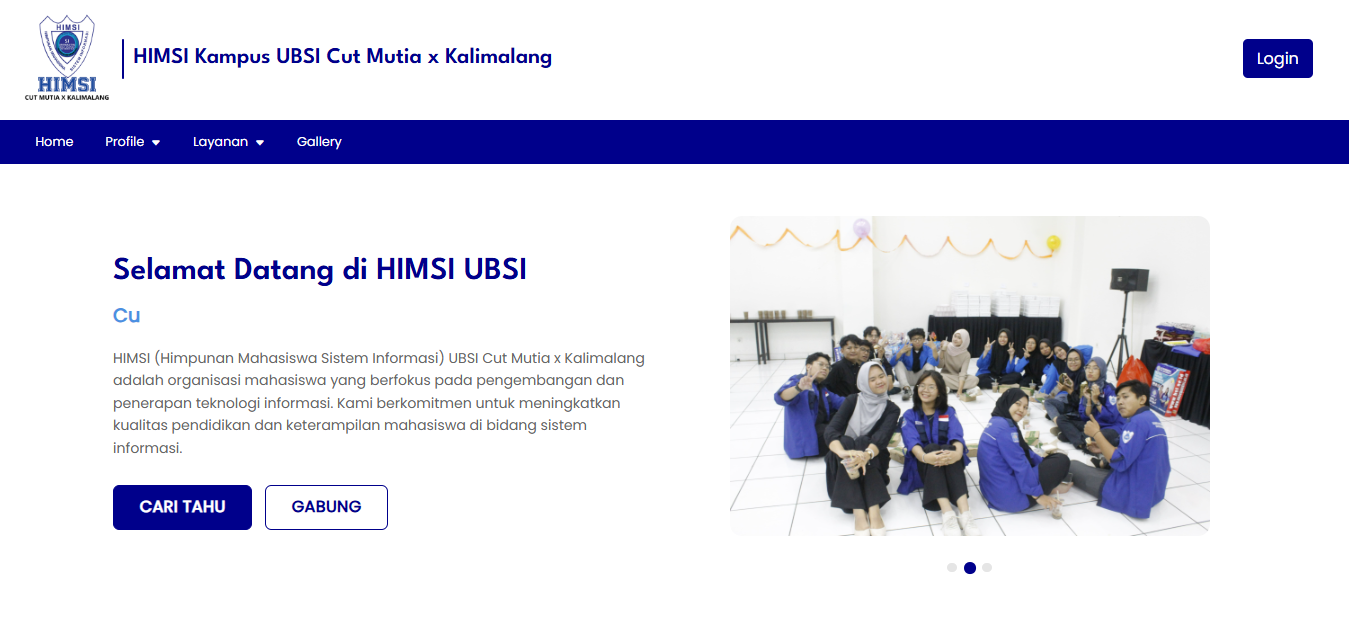 HIMSI
SI
HIMSI
CUT MUTIA X KALIMALANG
HIMSI Kampus UBSI Cut Mutia x Kalimalang
Login
Home
Profile
Layanan
Gallery
Selamat Datang di HIMSI UBSI
Cu
HIMSI (Himpunan Mahasiswa Sistem Informasi) UBSI Cut Mutia x Kalimalang
adalah organisasi mahasiswa yang berfokus pada pengembangan dan
penerapan teknologi informasi. Kami berkomitmen untuk meningkatkan
kualitas pendidikan dan keterampilan mahasiswa di bidang sistem
informasi.
CARI TAHU
GABUNG